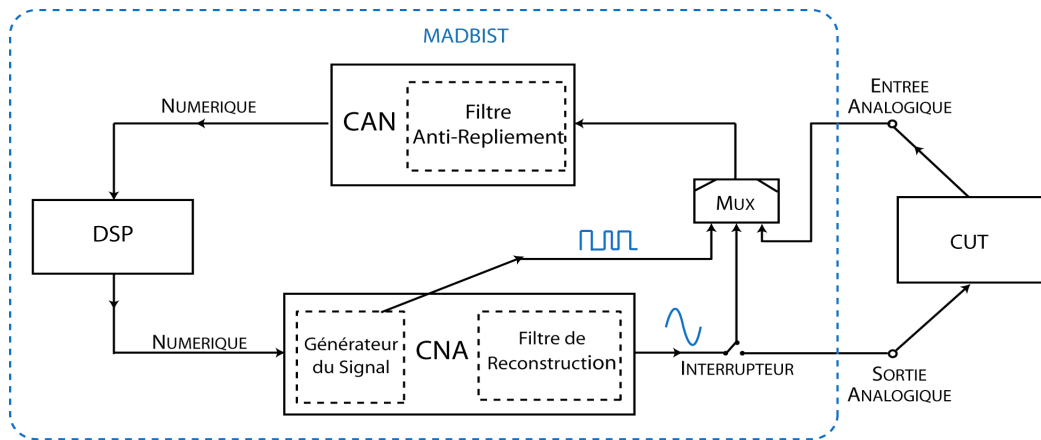 MADBIST
NUMERIQUE
CAN
Filtre
Anti-Repliement
ENTREE
ANALOGIQUE
MUX
DSP
CUT
NUMERIQUE
Générateur
du Signal
CNA
Filtre de
Reconstruction
INTERRUPTEUR
SORTIE
ANALOGIQUE